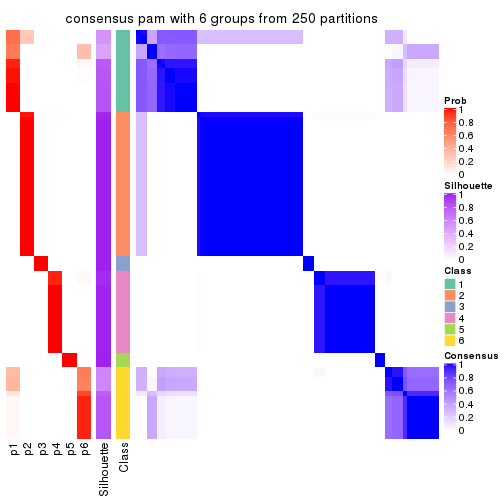 consensus pam with 6 groups from 250 partitions
Prob
1
0.8
0.6
0.4
0.2
0
Silhouette
1
0.8
0.6
0.4
0.2
0
Class
1
2
3
4
5
6
Consensus
1
0.8
0.6
0.4
0.2
0
p1
p2
p3
p4
p5
p6
Silhouette
Class